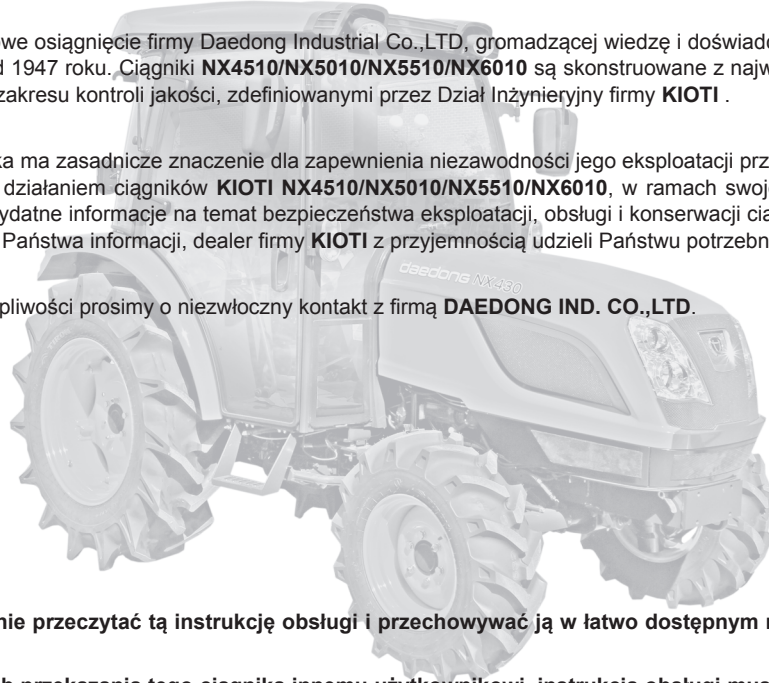 we osiągnięcie firmy Daedong Industrial Co.,LTD, gromadzącej wiedzę i doświad
d 1947 roku. Ciągniki NX4510/NX5010/NX5510/NX6010 są skonstruowane z najw
zakresu kontroli jakości, zdefiniowanymi przez Dział Inżynieryjny firmy KIOTI .
ka ma zasadnicze znaczenie dla zapewnienia niezawodności jego eksploatacji prz
działaniem ciągników KIOTI NX4510/NX5010/NX5510/NX6010, w ramach swoj
ydatne informacje na temat bezpieczeństwa eksploatacji, obsługi i konserwacji cią
Państwa informacji, dealer firmy KIOTI z przyjemnością udzieli Państwu potrzebn
daedong NX430
pliwości prosimy o niezwłoczny kontakt z firmą DAEDONG IND. CO.,LTD.
nie przeczytać tą instrukcję obsługi i przechowywać ją w łatwo dostępnym